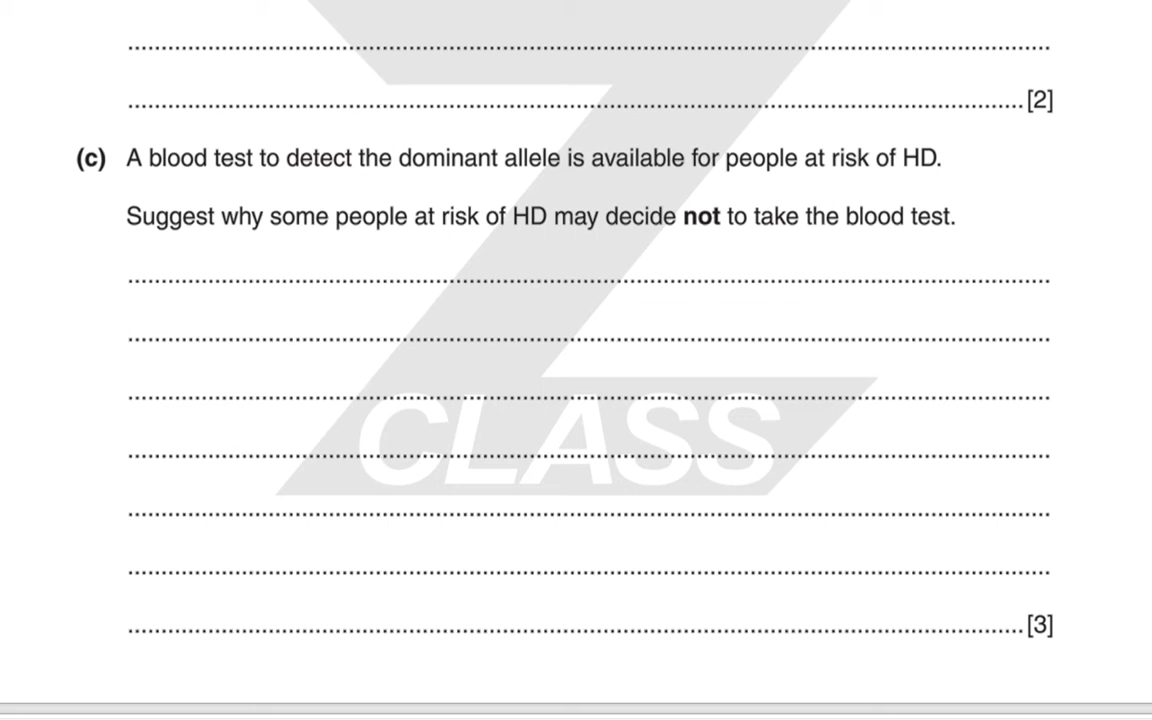 [2]
(c) A blood test to detect the dominant allele is available for people at risk of HD.
Suggest why some people at risk of HD may decide not to take the blood test.
CLASS
[3]